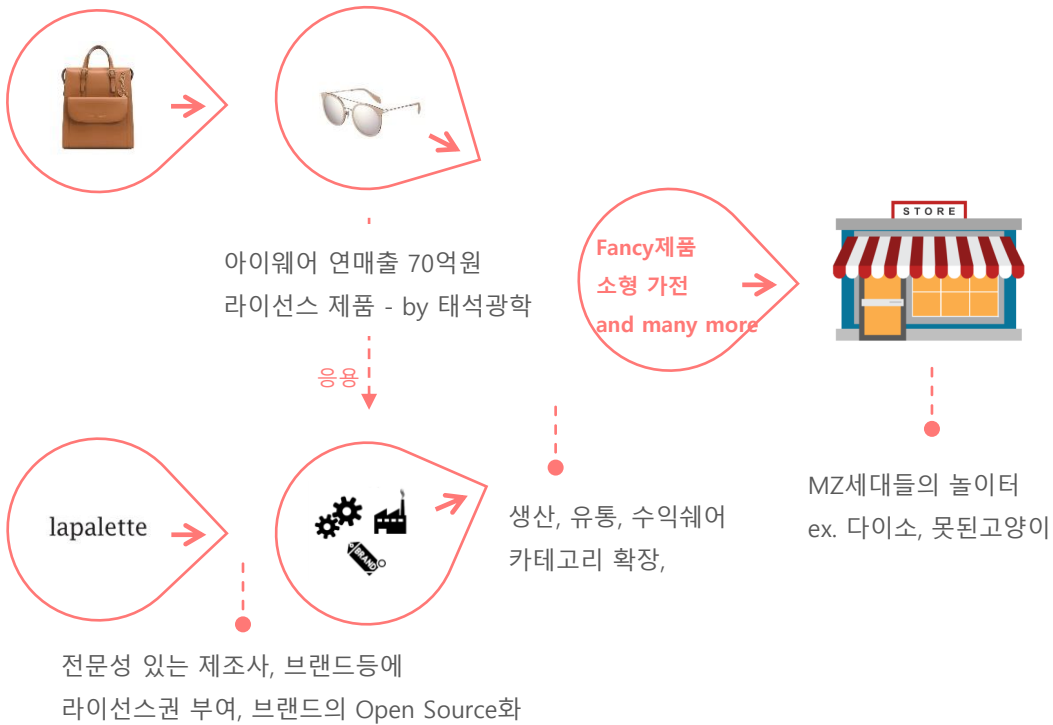 아이웨어 연매출 70억원
라이선스 제품 - by 태석광학
응용
Fancy제품
소형 가전
and many more
STORE
lapalette
BRAND
생산, 유통, 수익쉐어
카테고리 확장,
MZ세대들의 놀이터
ex. 다이소, 못된고양이
전문성 있는 제조사, 브랜드등에
라이선스권 부여, 브랜드의 Open Source화